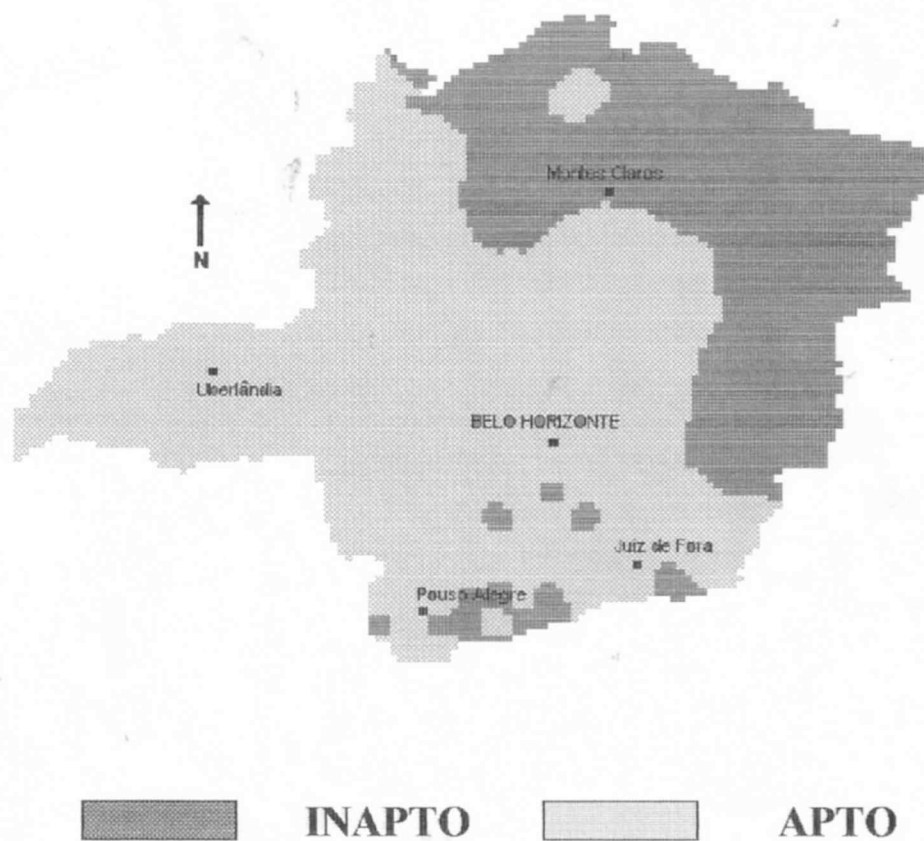 Montes Claros
N
Uberlândia
BELO HORIZONTE
Juiz de Fora
Pouso Alegre
INAPTO APTO